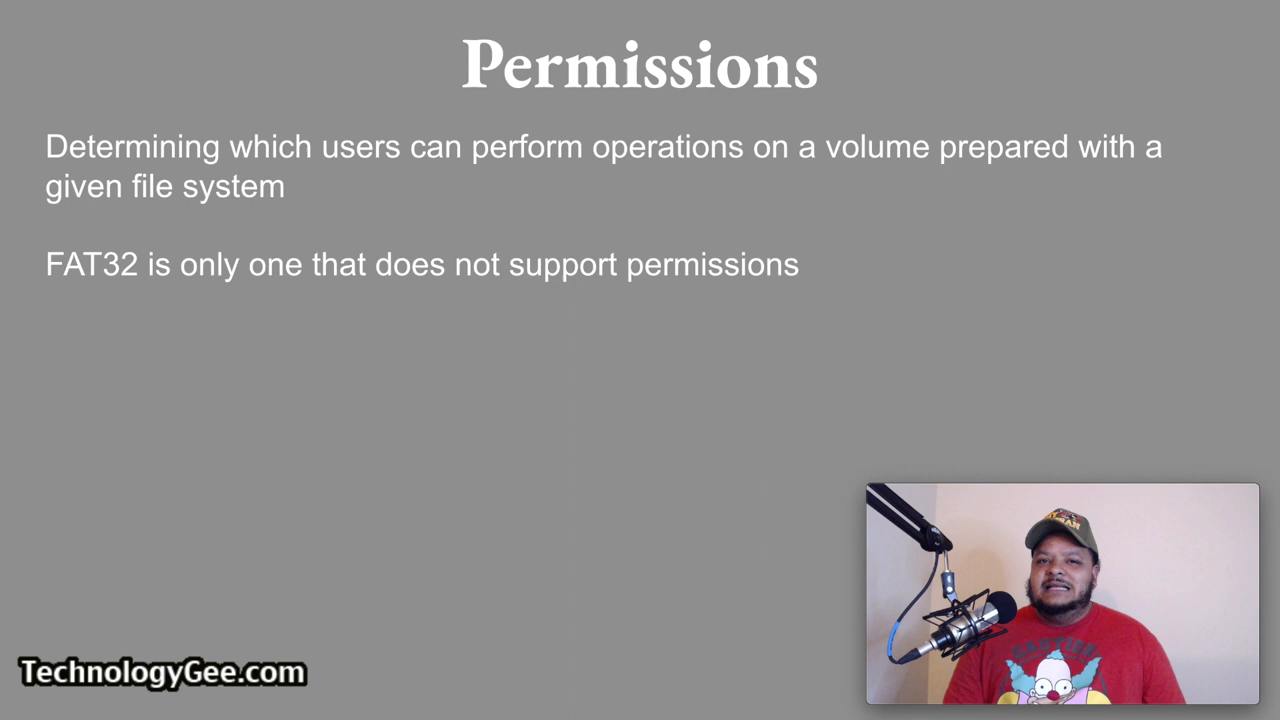 Permissions
Determining which users can perform operations on a volume prepared with a
given file system
FAT32 is only one that does not support permissions
CAUTION
TechnologyGee.com